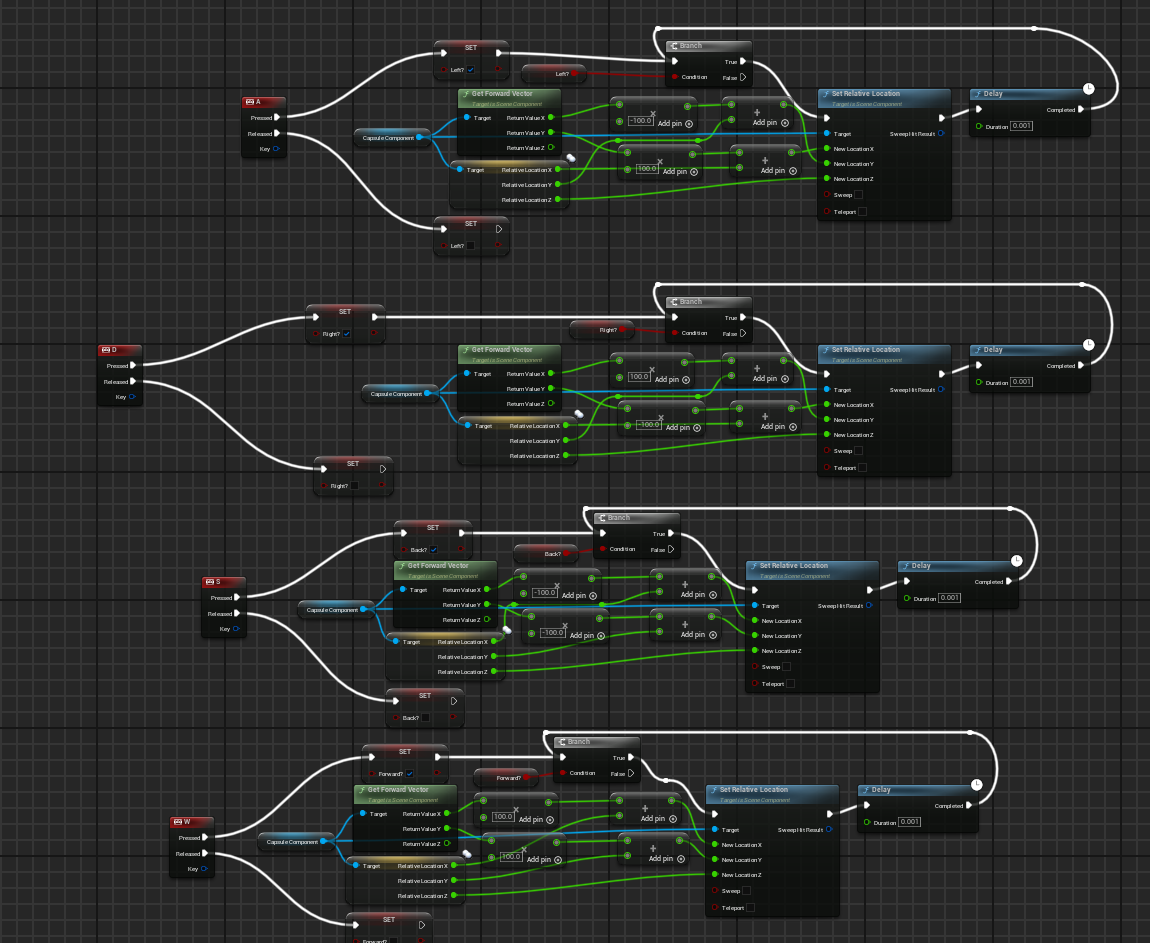 SET
Left?
Branch
True
Condition
False
Left?
A
Pressed
Released
Key
Capsule Component
Get Forward Vector
Target is Scene Component
Target
Return Value X
Return Value Y
Return Value Z
Target
Relative Location X
Relative Location Y
Relative Location Z
-100.0
Add pin
Add pin
100.0
Add pin
Add pin
Set Relative Location
Target is Scene Component
Target
Sweep Hit Result
New Location X
New Location Y
New Location Z
Sweep
Teleport
Delay
Completed
Duration 0.001
SET
Left?
SET
Right?
Branch
True
Condition
False
Right?
D
Pressed
Released
Key
Capsule Component
Get Forward Vector
Target is Scene Component
Target
Return Value X
Return Value Y
Return Value Z
Target
Relative Location X
Relative Location Y
Relative Location Z
100.0
Add pin
Add pin
-100.0
Add pin
Add pin
Set Relative Location
Target is Scene Component
Target
Sweep Hit Result
New Location X
New Location Y
New Location Z
Sweep
Teleport
Delay
Completed
Duration 0.001
SET
Right?
SET
Back?
Branch
True
Condition
False
Back?
S
Pressed
Released
Key
Capsule Component
Get Forward Vector
Target is Scene Component
Target
Return Value X
Return Value Y
Return Value Z
Target
Relative Location X
Relative Location Y
Relative Location Z
-100.0
Add pin
Add pin
-100.0
Add pin
Add pin
Set Relative Location
Target is Scene Component
Target
Sweep Hit Result
New Location X
New Location Y
New Location Z
Sweep
Teleport
Delay
Completed
Duration 0.001
SET
Back?
SET
Forward?
Branch
True
Condition
False
Forward?
W
Pressed
Released
Key
Capsule Component
Get Forward Vector
Target is Scene Component
Target
Return Value X
Return Value Y
Return Value Z
Target
Relative Location X
Relative Location Y
Relative Location Z
100.0
Add pin
Add pin
100.0
Add pin
Add pin
Set Relative Location
Target is Scene Component
Target
Sweep Hit Result
New Location X
New Location Y
New Location Z
Sweep
Teleport
Delay
Completed
Duration 0.001
SET
Forward?